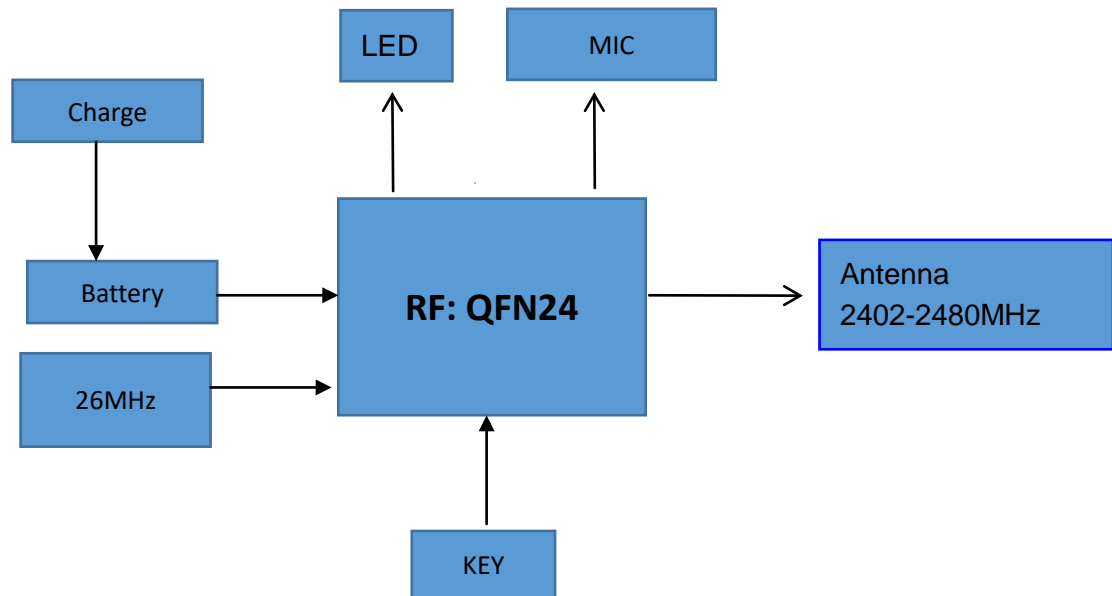 LED
MIC
Charge
Battery
RF: QFN24
Antenna
2402-2480MHz
26MHz
KEY